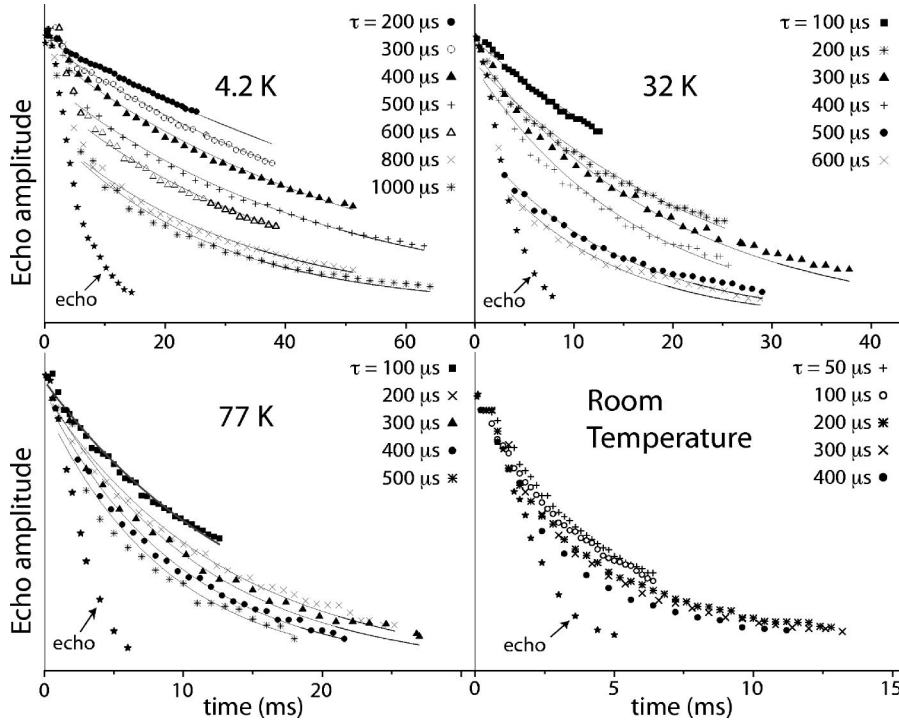 Echo amplitude
4.2 K
τ = 200 µs
300 µs
400 µs
500 µs
600 µs
800 µs
1000 µs
echo
0 20 40 60
32 K
τ = 100 µs
200 µs
300 µs
400 µs
500 µs
600 µs
echo
0 10 20 30 40
Echo amplitude
77 K
τ = 100 µs
200 µs
300 µs
400 µs
500 µs
echo
0 10 20
time (ms)
Room
Temperature
τ = 50 µs
100 µs
200 µs
300 µs
400 µs
echo
0 5 10 15
time (ms)